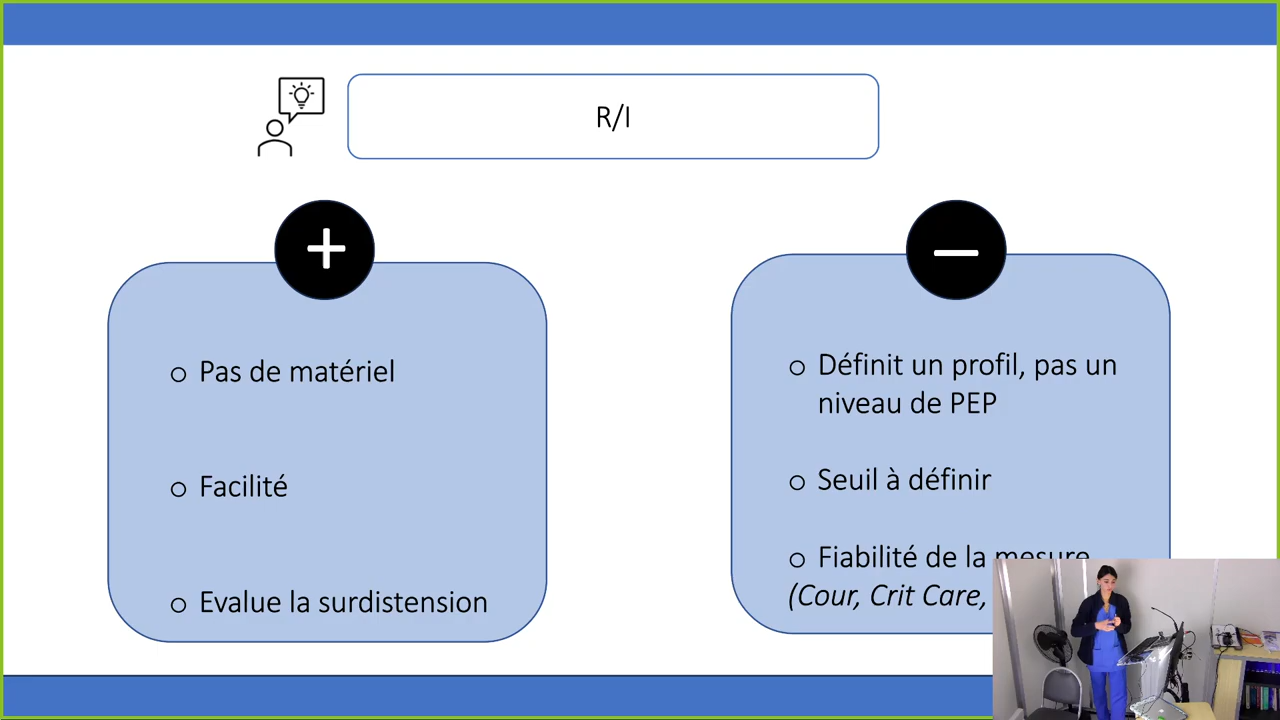 R/I
+
−
o Pas de matériel
o Facilité
o Evalue la surdistension
o Définit un profil, pas un
niveau de PEP
o Seuil à définir
o Fiabilité de la mesure
(Cour, Crit Care,